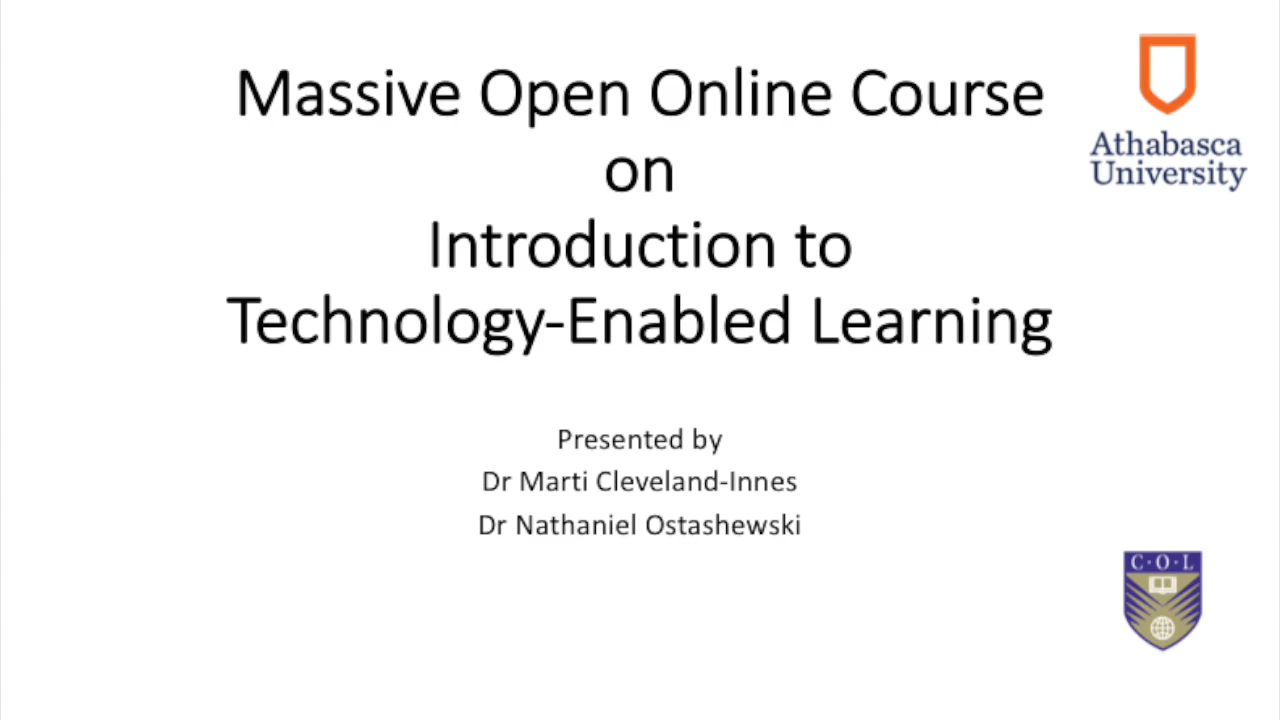 Massive Open Online Course
on
Introduction to
Technology-Enabled Learning
Athabasca
University
Presented by
Dr Marti Cleveland-Innes
Dr Nathaniel Ostashewski
C·O·L